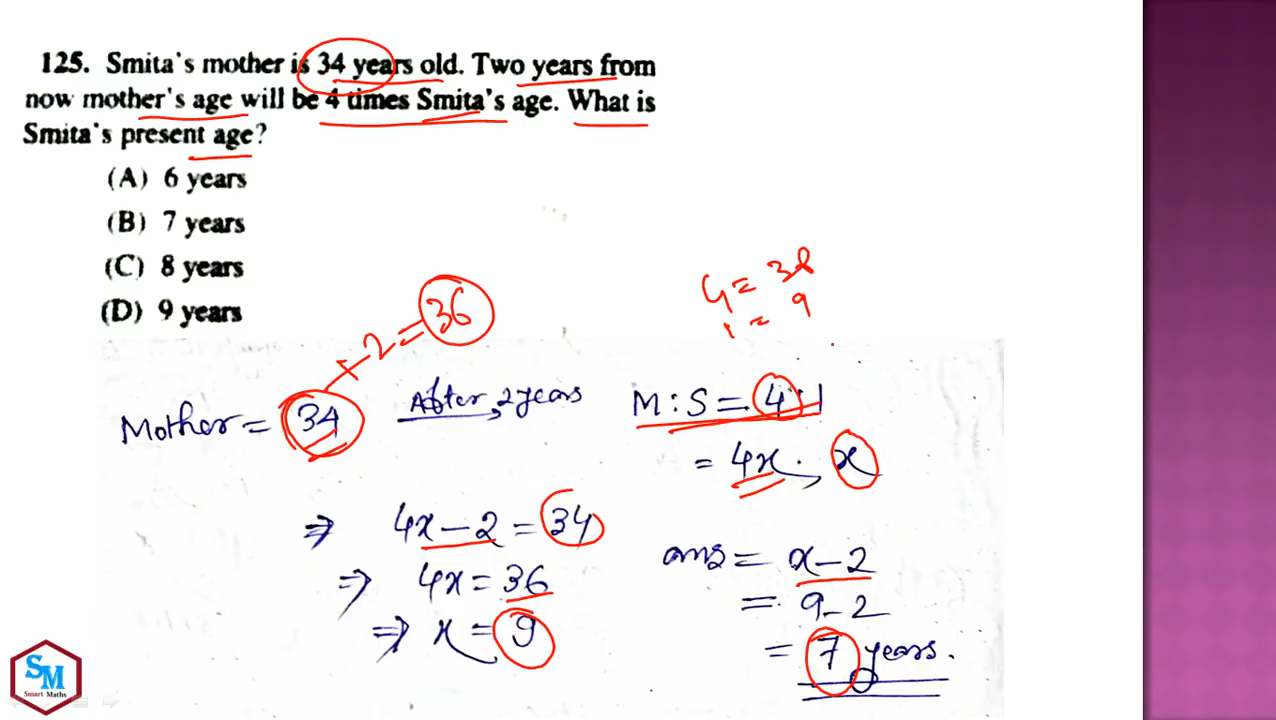 125. Smita's mother is 34 years old. Two years from
now mother's age will be 4 times Smita's age. What is
Smita's present age?
(A) 6 years
(B) 7 years
(C) 8 years
(D) 9 years
+ 2 = 36
4 = 38
1 = 9
Mother = 34 After, 2 years M : S = 4 : 1
= 4x, x
⇒ 4x – 2 = 34
⇒ 4x = 36
⇒ x = 9
ans = x – 2
= 9 – 2
= 7 years.
SM
Smart Maths